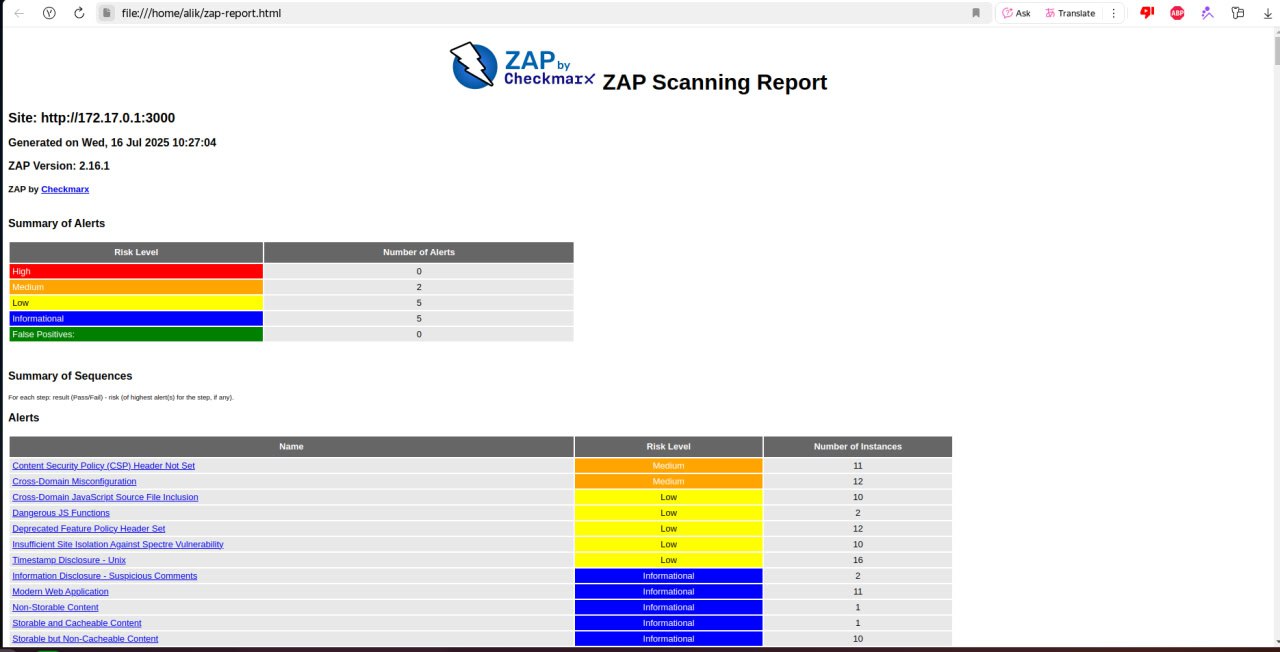 file:///home/alik/zap-report.html Ask Translate ABP
ZAP by Checkmarx ZAP Scanning Report
Site: http://172.17.0.1:3000
Generated on Wed, 16 Jul 2025 10:27:04
ZAP Version: 2.16.1
ZAP by Checkmarx
Summary of Alerts
Risk Level Number of Alerts
High 0
Medium 2
Low 5
Informational 5
False Positives: 0
Summary of Sequences
For each step: result (Pass/Fail) - risk (of highest alert(s) for the step, if any).
Alerts
Name Risk Level Number of Instances
Content Security Policy (CSP) Header Not Set Medium 11
Cross-Domain Misconfiguration Medium 12
Cross-Domain JavaScript Source File Inclusion Low 10
Dangerous JS Functions Low 2
Deprecated Feature Policy Header Set Low 12
Insufficient Site Isolation Against Spectre Vulnerability Low 10
Timestamp Disclosure - Unix Low 16
Information Disclosure - Suspicious Comments Informational 2
Modern Web Application Informational 11
Non-Storable Content Informational 1
Storable and Cacheable Content Informational 1
Storable but Non-Cacheable Content Informational 10